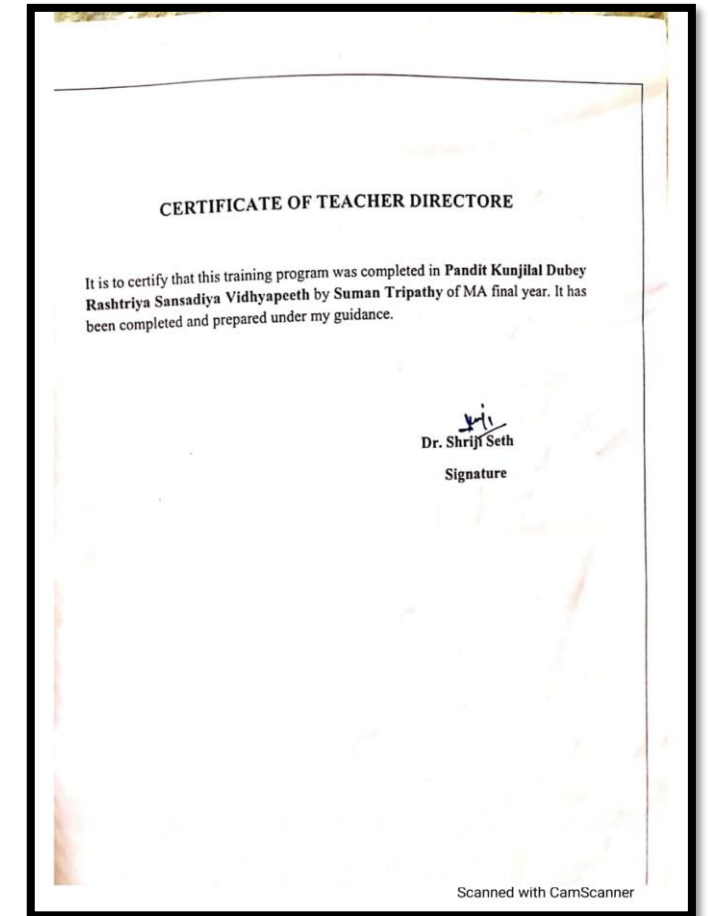 CERTIFICATE OF TEACHER DIRECTORE
It is to certify that this training program was completed in Pandit Kunjilal Dubey
Rashtriya Sansadiya Vidhyapeeth by Suman Tripathy of MA final year. It has
been completed and prepared under my guidance.
Dr. Shriji Seth
Signature
Scanned with CamScanner